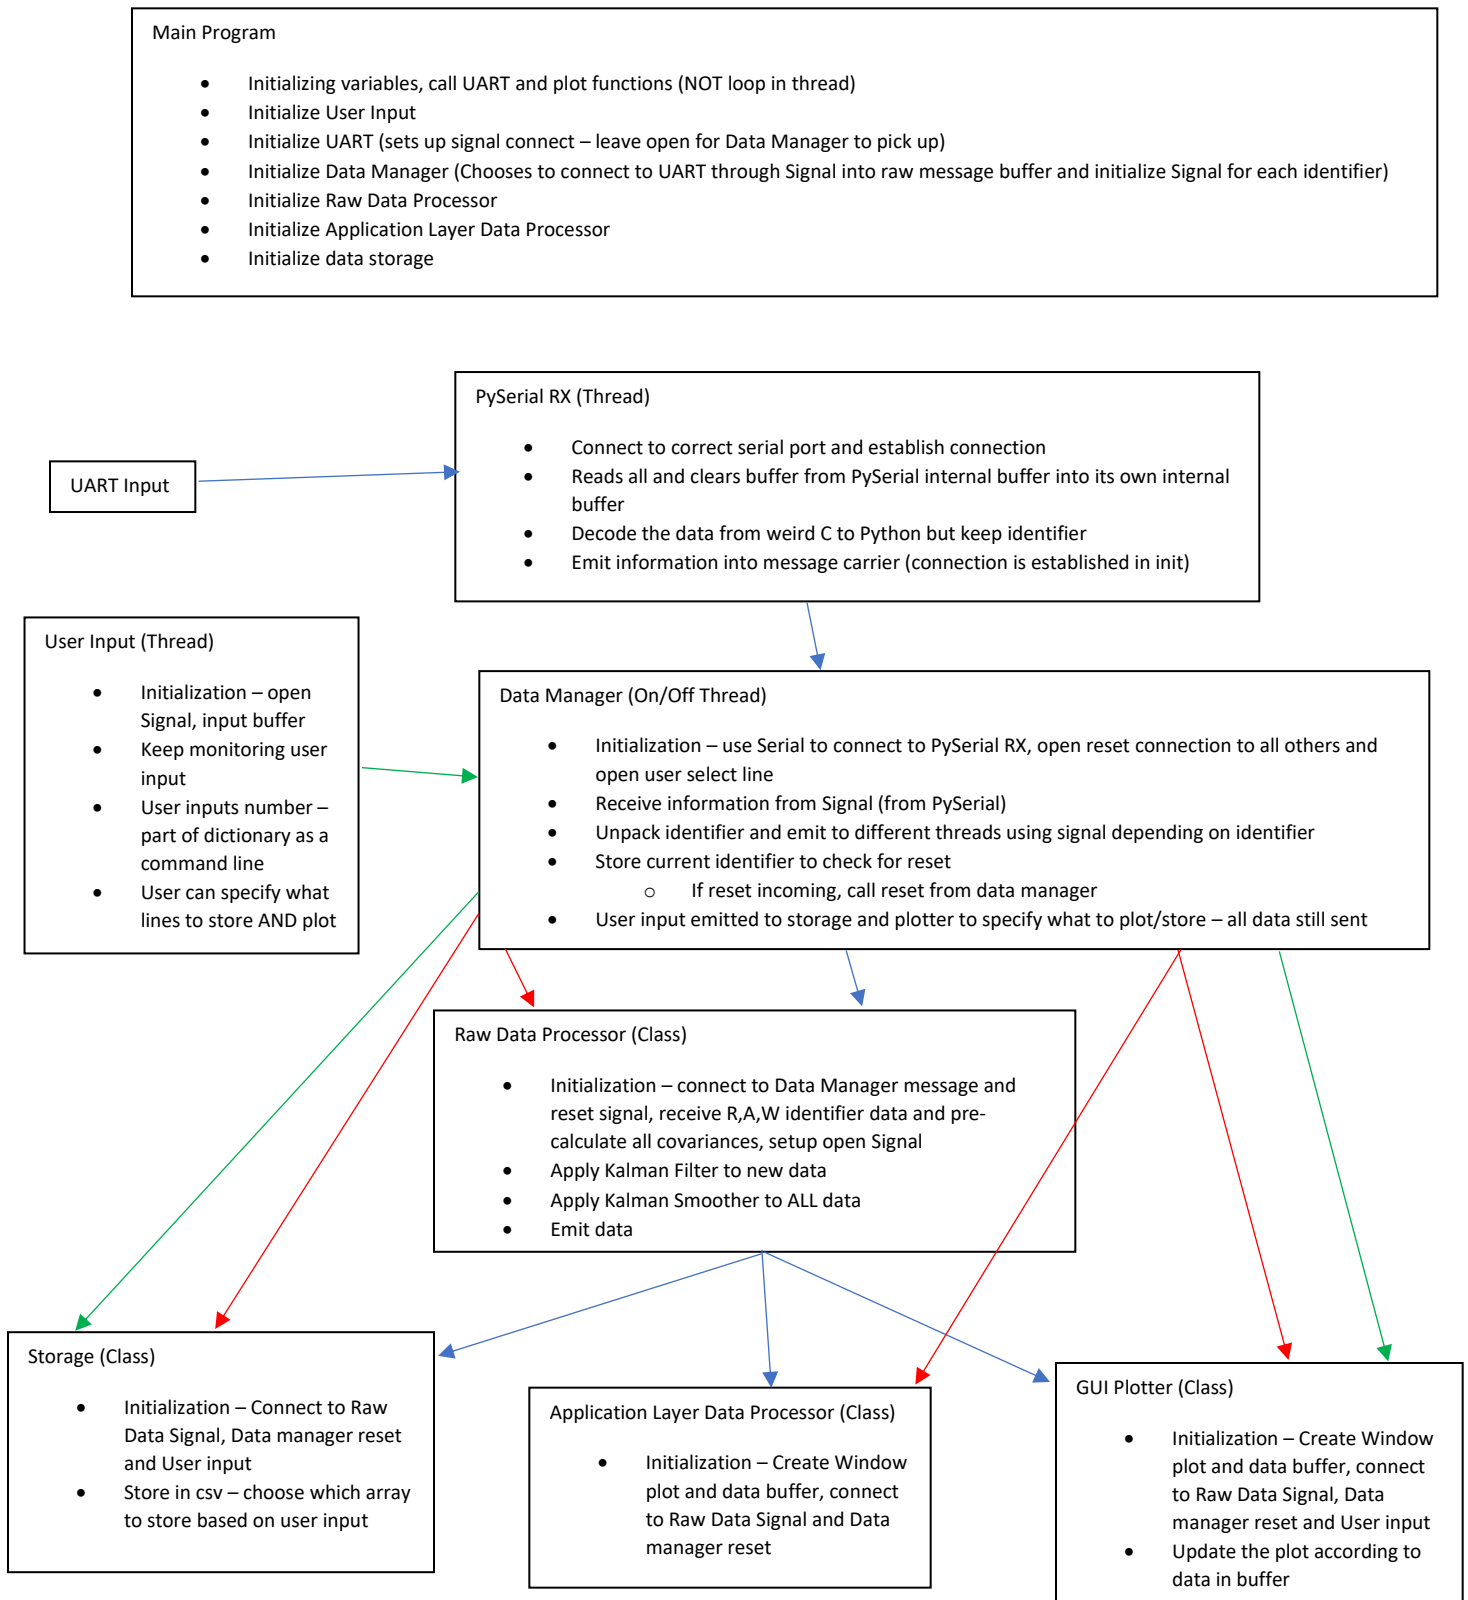 Main Program
• Initializing variables, call UART and plot functions (NOT loop in thread)
• Initialize User Input
• Initialize UART (sets up signal connect – leave open for Data Manager to pick up)
• Initialize Data Manager (Chooses to connect to UART through Signal into raw message buffer and initialize Signal for each identifier)
• Initialize Raw Data Processor
• Initialize Application Layer Data Processor
• Initialize data storage
PySerial RX (Thread)
• Connect to correct serial port and establish connection
• Reads all and clears buffer from PySerial internal buffer into its own internal
buffer
• Decode the data from weird C to Python but keep identifier
• Emit information into message carrier (connection is established in init)
UART Input
User Input (Thread)
• Initialization – open
Signal, input buffer
• Keep monitoring user
input
• User inputs number –
part of dictionary as a
command line
• User can specify what
lines to store AND plot
Data Manager (On/Off Thread)
• Initialization – use Serial to connect to PySerial RX, open reset connection to all others and
open user select line
• Receive information from Signal (from PySerial)
• Unpack identifier and emit to different threads using signal depending on identifier
• Store current identifier to check for reset
o If reset incoming, call reset from data manager
• User input emitted to storage and plotter to specify what to plot/store – all data still sent
Raw Data Processor (Class)
• Initialization – connect to Data Manager message and
reset signal, receive R,A,W identifier data and pre-
calculate all covariances, setup open Signal
• Apply Kalman Filter to new data
• Apply Kalman Smoother to ALL data
• Emit data
Storage (Class)
• Initialization – Connect to Raw
Data Signal, Data manager reset
and User input
• Store in csv – choose which array
to store based on user input
Application Layer Data Processor (Class)
• Initialization – Create Window
plot and data buffer, connect
to Raw Data Signal and Data
manager reset
GUI Plotter (Class)
• Initialization – Create Window
plot and data buffer, connect
to Raw Data Signal, Data
manager reset and User input
• Update the plot according to
data in buffer